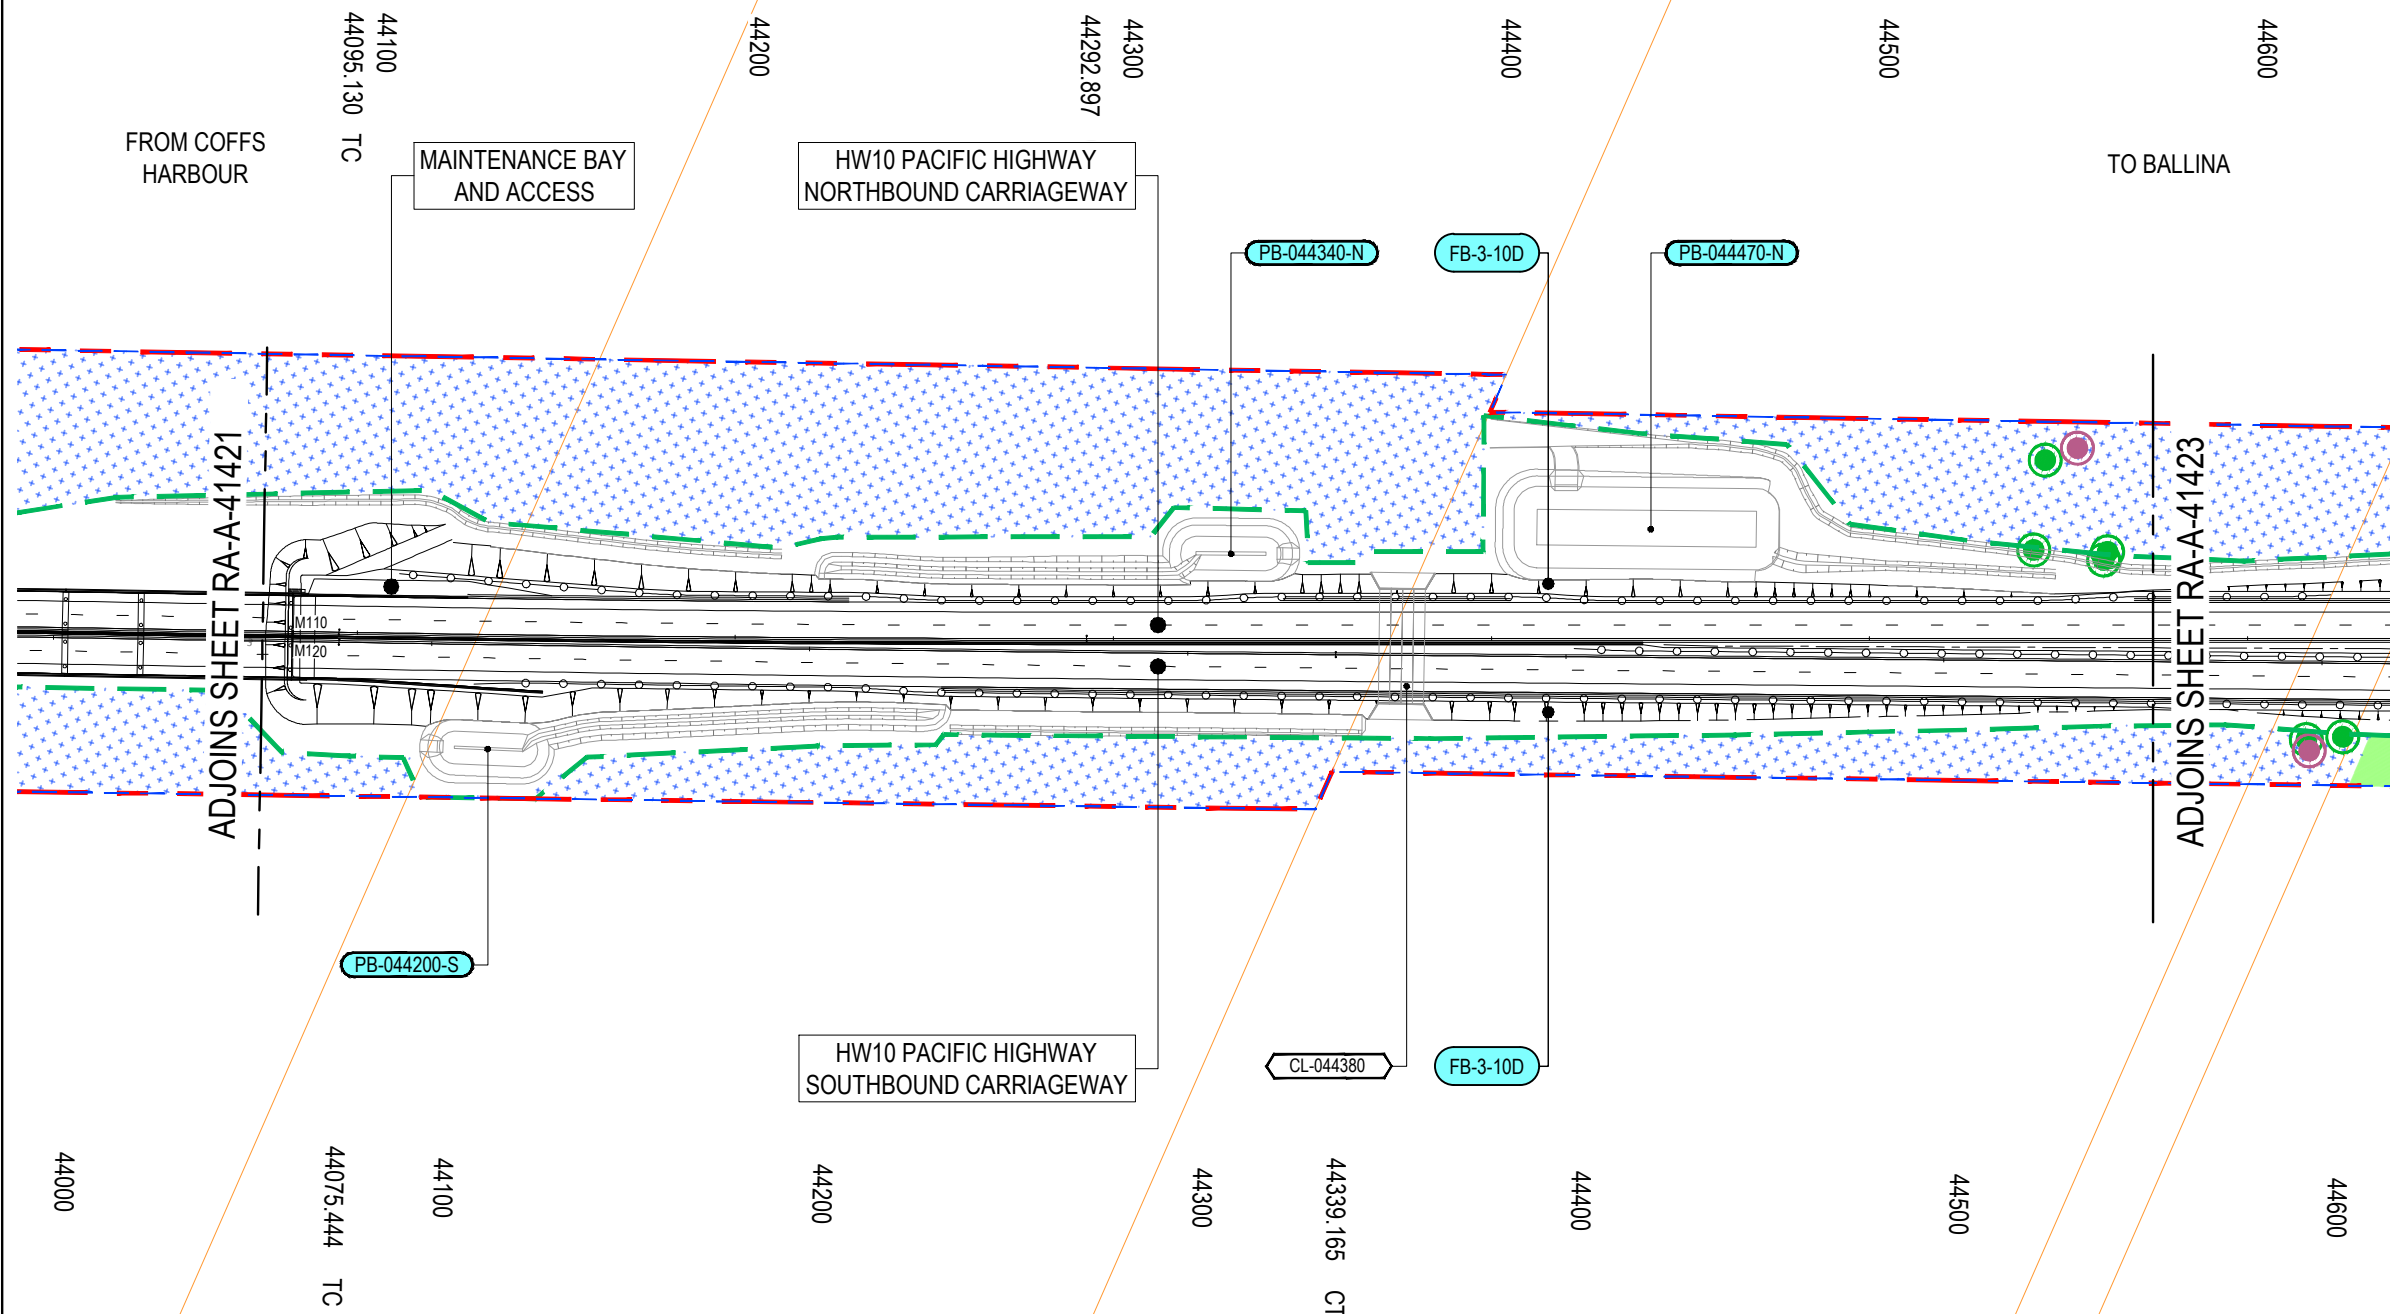 44100
44095.130 TC
44200
44300
44292.897
44400
44500
44600
FROM COFFS
HARBOUR
MAINTENANCE BAY
AND ACCESS
HW10 PACIFIC HIGHWAY
NORTHBOUND CARRIAGEWAY
TO BALLINA
PB-044340-N
FB-3-10D
PB-044470-N
ADJOINS SHEET RA-A-41421
ADJOINS SHEET RA-A-41423
M110
M120
PB-044200-S
HW10 PACIFIC HIGHWAY
SOUTHBOUND CARRIAGEWAY
CL-044380
FB-3-10D
44000
44075.444 TC
44100
44200
44300
44339.165 CT
44400
44500
44600